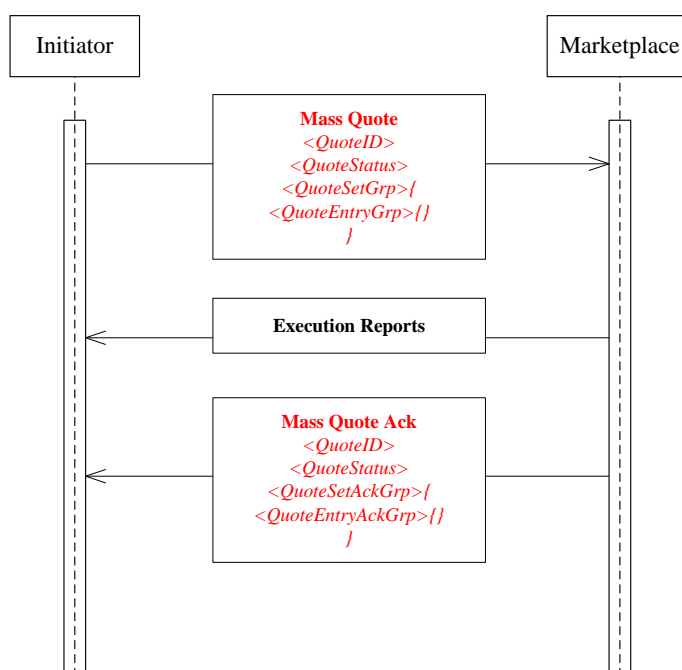 Initiator
Marketplace
Mass Quote
<QuoteID>
<QuoteStatus>
<QuoteSetGrp>{
<QuoteEntryGrp>{}
}
Execution Reports
Mass Quote Ack
<QuoteID>
<QuoteStatus>
<QuoteSetAckGrp>{
<QuoteEntryAckGrp>{}
}